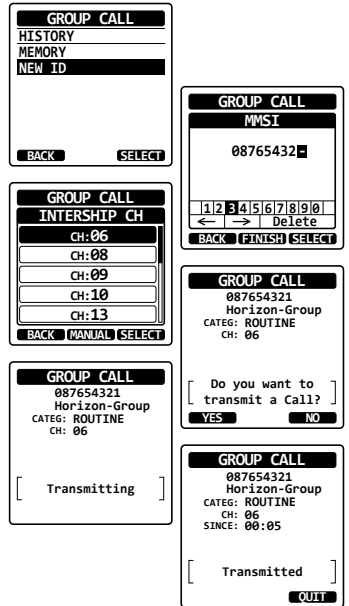 GROUP CALL
HISTORY
MEMORY
NEW ID
BACK SELECT
GROUP CALL
MMSI
08765432-
1 2 3 4 5 6 7 8 9 0
← → Delete
BACK FINISH SELECT
GROUP CALL
INTERSHIP CH
CH:06
CH:08
CH:09
CH:10
CH:13
BACK MANUAL SELECT
GROUP CALL
087654321
Horizon-Group
CATEG: ROUTINE
CH: 06
Do you want to
transmit a Call?
YES NO
GROUP CALL
087654321
Horizon-Group
CATEG: ROUTINE
CH: 06
Transmitting
GROUP CALL
087654321
Horizon-Group
CATEG: ROUTINE
CH: 06
SINCE: 00:05
Transmitted
QUIT